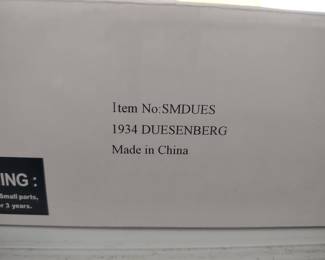 Item No:SMDUES
1934 DUESENBERG
Made in China
ING :
Small parts,
r 3 years.